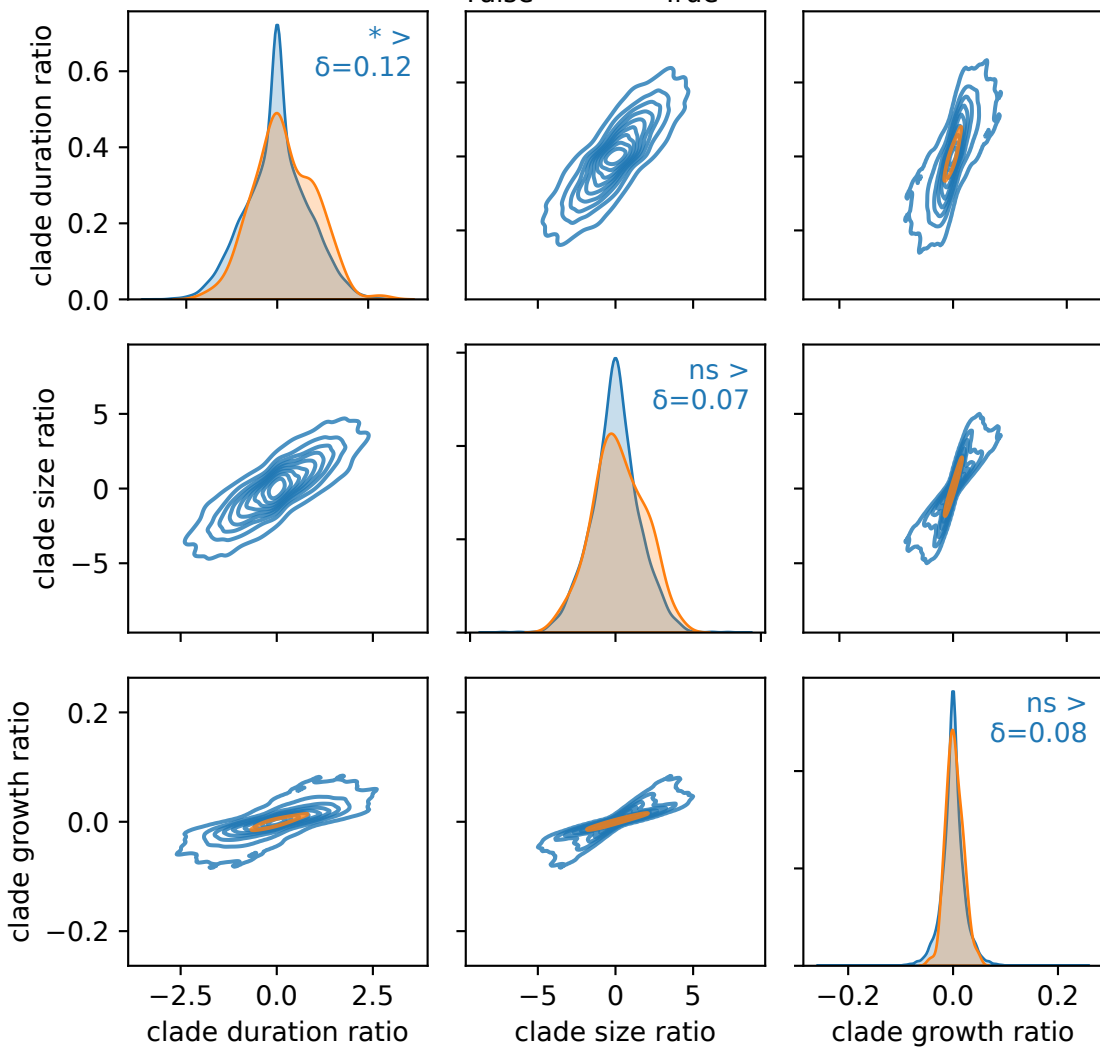 clade duration ratio
0.6
0.4
0.2
0.0
* >
δ=0.12
clade size ratio
5
0
−5
ns >
δ=0.07
clade growth ratio
0.2
0.0
−0.2
ns >
δ=0.08
−2.5 0.0 2.5
clade duration ratio
−5 0 5
clade size ratio
−0.2 0.0 0.2
clade growth ratio